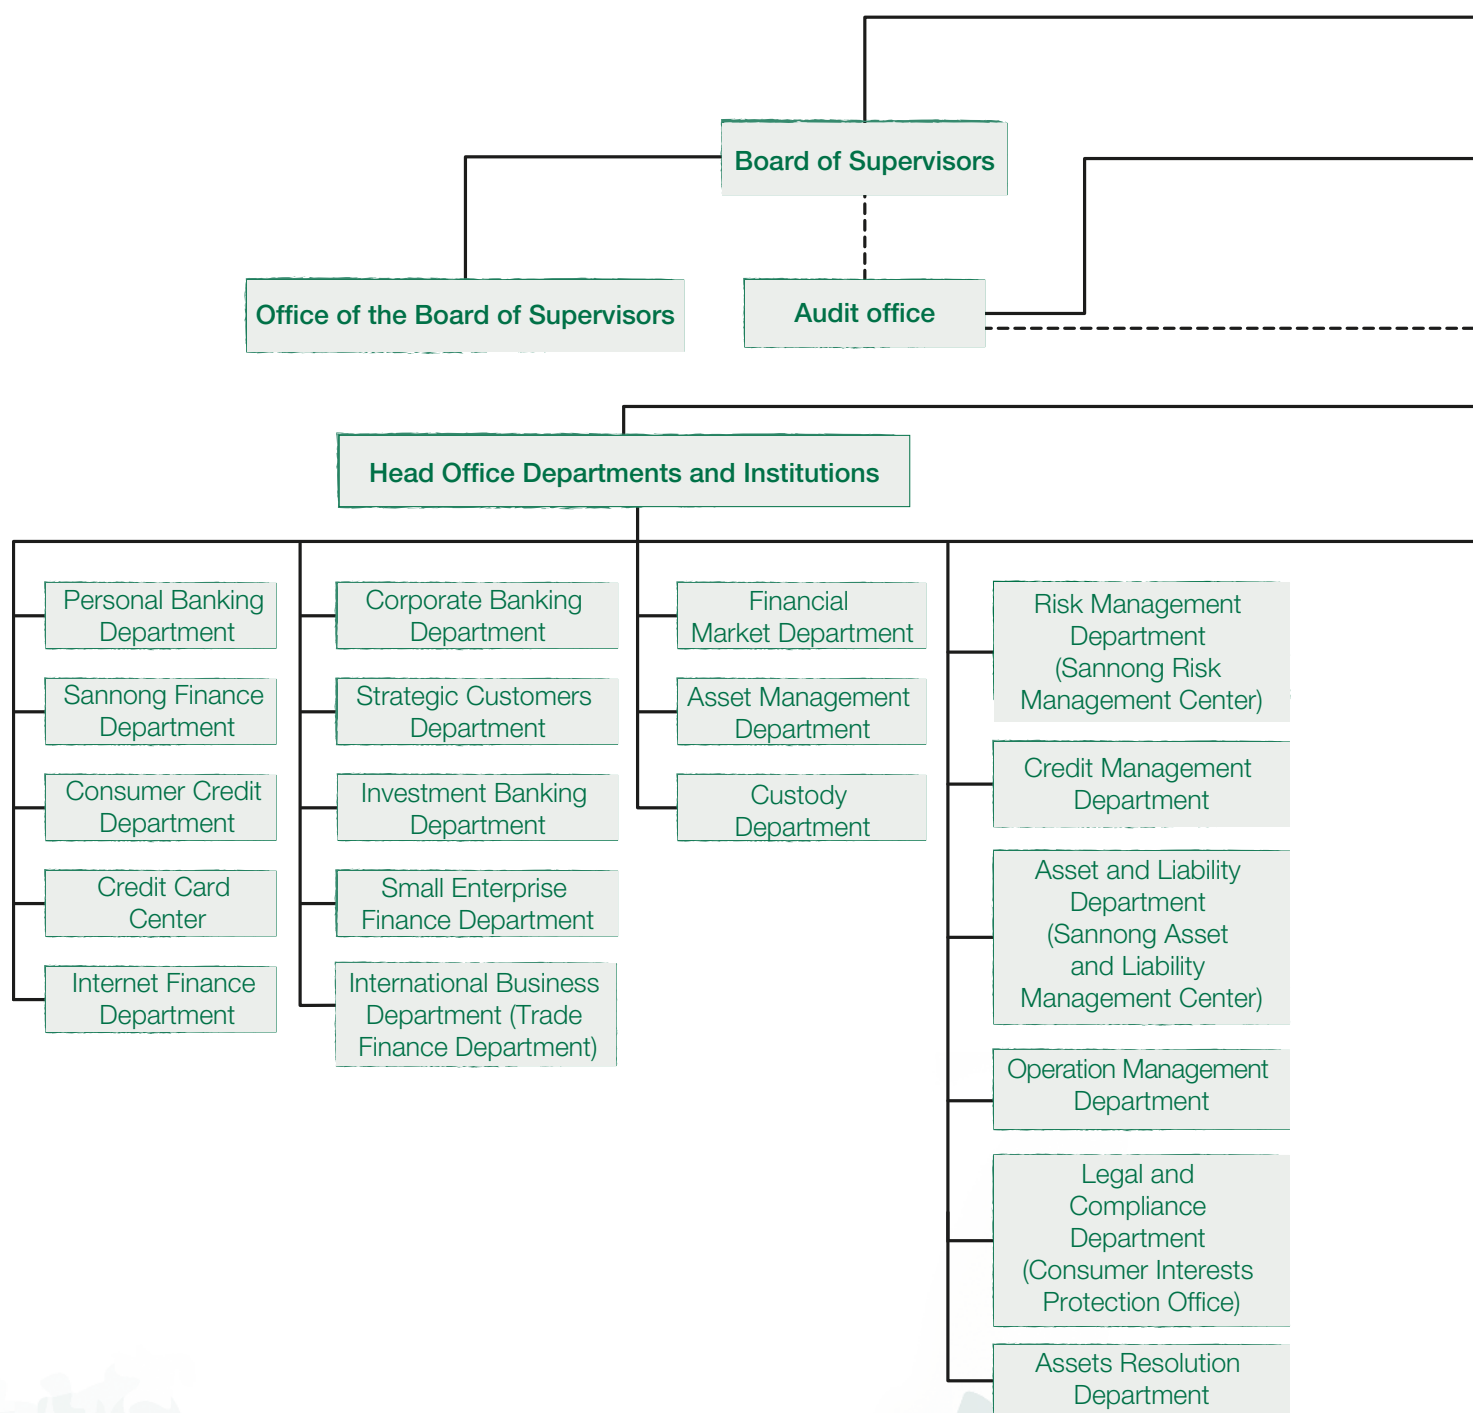 Board of Supervisors
Office of the Board of Supervisors
Audit office
Head Office Departments and Institutions
Personal Banking
Department
Sannong Finance
Department
Consumer Credit
Department
Credit Card
Center
Internet Finance
Department
Corporate Banking
Department
Strategic Customers
Department
Investment Banking
Department
Small Enterprise
Finance Department
International Business
Department (Trade
Finance Department)
Financial
Market Department
Asset Management
Department
Custody
Department
Risk Management
Department
(Sannong Risk
Management Center)
Credit Management
Department
Asset and Liability
Department
(Sannong Asset
and Liability
Management Center)
Operation Management
Department
Legal and
Compliance
Department
(Consumer Interests
Protection Office)
Assets Resolution
Department